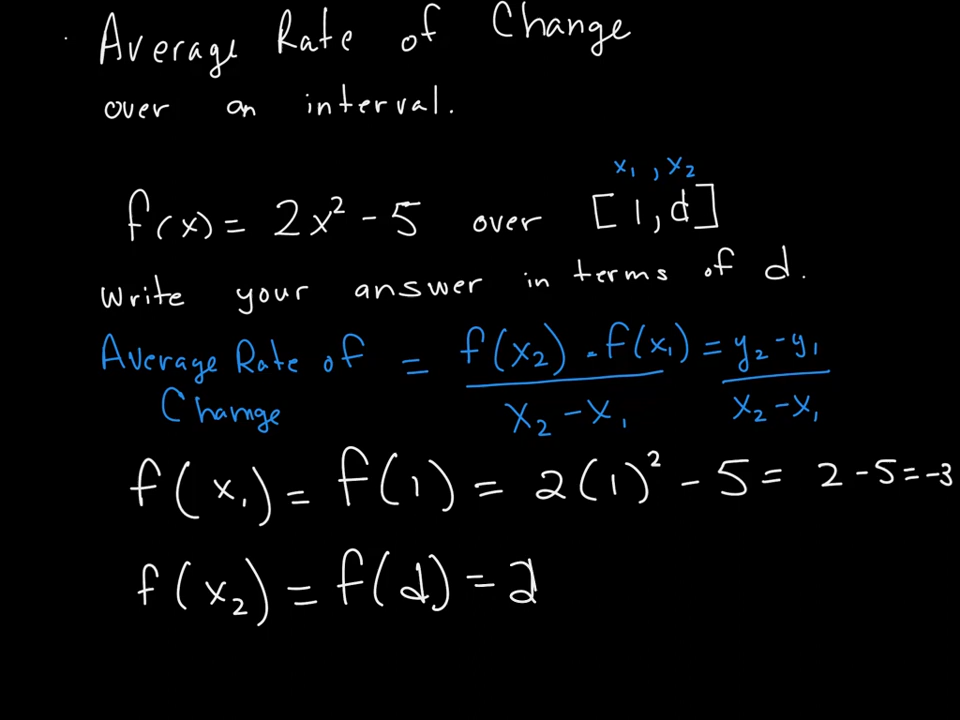 Average Rate of Change
over an interval.
x₁, x₂
f(x) = 2x² - 5 over [1, d]
Write your answer in terms of d.
Average Rate of Change = f(x₂) - f(x₁) / x₂ - x₁ = y₂ - y₁ / x₂ - x₁
f(x₁) = f(1) = 2(1)² - 5 = 2 - 5 = -3
f(x₂) = f(d) = 2